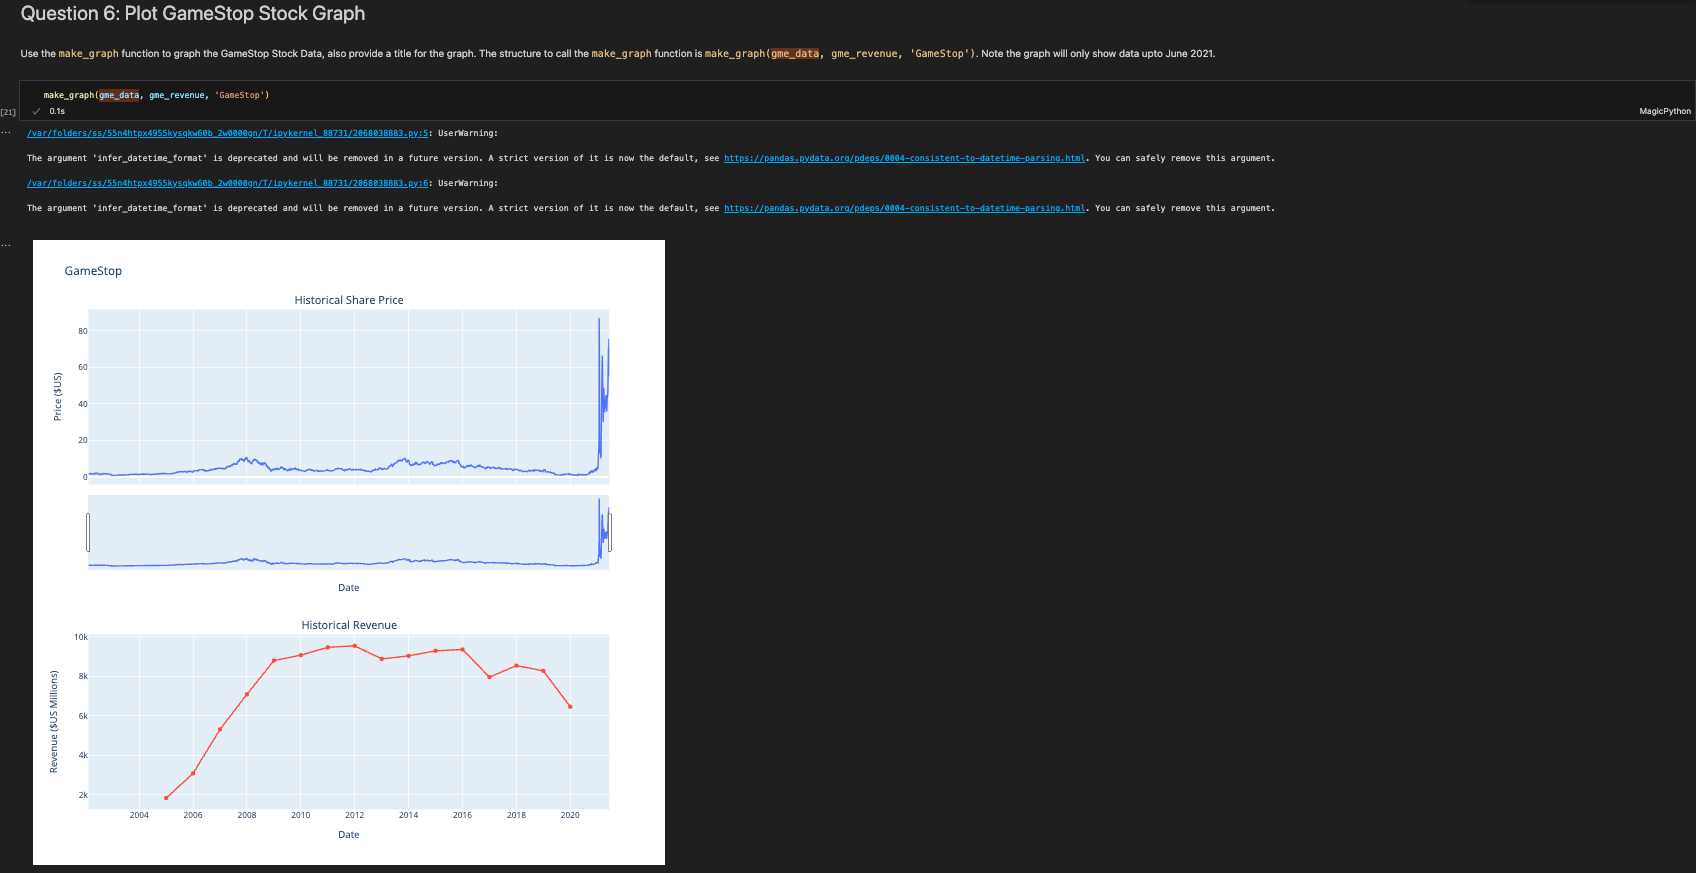 Question 6: Plot GameStop Stock Graph
Use the make_graph function to graph the GameStop Stock Data, also provide a title for the graph. The structure to call the make_graph function is make_graph(gme_data, gme_revenue, 'GameStop'). Note the graph will only show data upto June 2021.
make_graph(gme_data, gme_revenue, 'GameStop')
[21]
✓ 0.1s
MagicPython
...
/var/folders/ss/55n4htpx4955kysqkw60b_2w0000gn/T/ipykernel_88731/2068038883.py:5: UserWarning:
The argument 'infer_datetime_format' is deprecated and will be removed in a future version. A strict version of it is now the default, see https://pandas.pydata.org/pdeps/0004-consistent-to-datetime-parsing.html. You can safely remove this argument.
/var/folders/ss/55n4htpx4955kysqkw60b_2w0000gn/T/ipykernel_88731/2068038883.py:6: UserWarning:
The argument 'infer_datetime_format' is deprecated and will be removed in a future version. A strict version of it is now the default, see https://pandas.pydata.org/pdeps/0004-consistent-to-datetime-parsing.html. You can safely remove this argument.
...
GameStop
Historical Share Price
80
60
40
20
0
Price ($US)
Date
Historical Revenue
10k
8k
6k
4k
2k
Revenue ($US Millions)
2004 2006 2008 2010 2012 2014 2016 2018 2020
Date